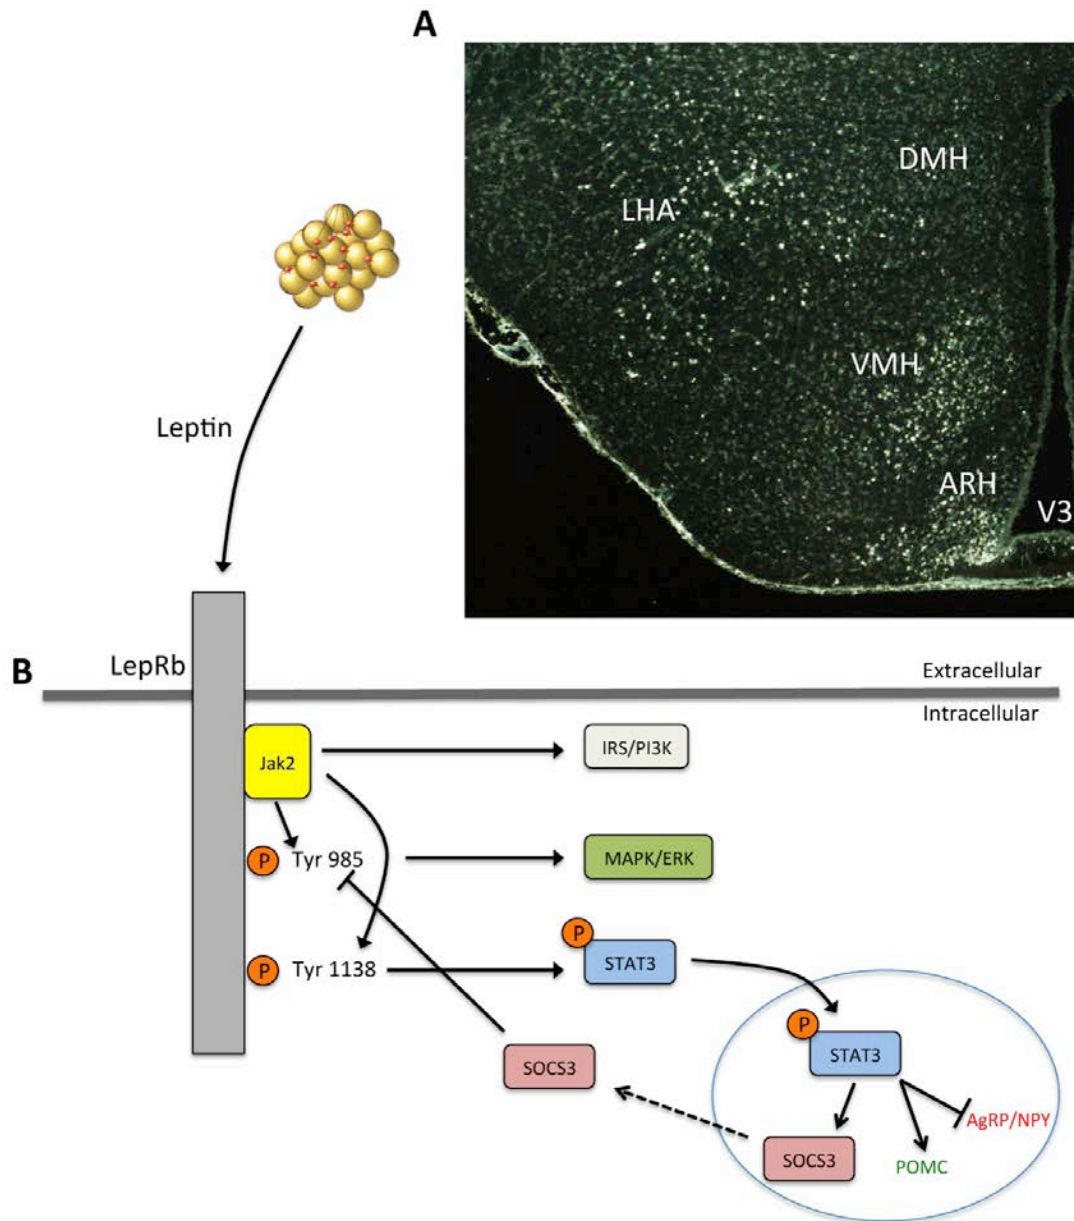 A
DMH
LHA
VMH
ARH
V3
Leptin
B
LepRb
Extracellular
Intracellular
Jak2
IRS/PI3K
P
Tyr 985
MAPK/ERK
P
Tyr 1138
P
STAT3
P
STAT3
SOCS3
AgRP/NPY
SOCS3
POMC